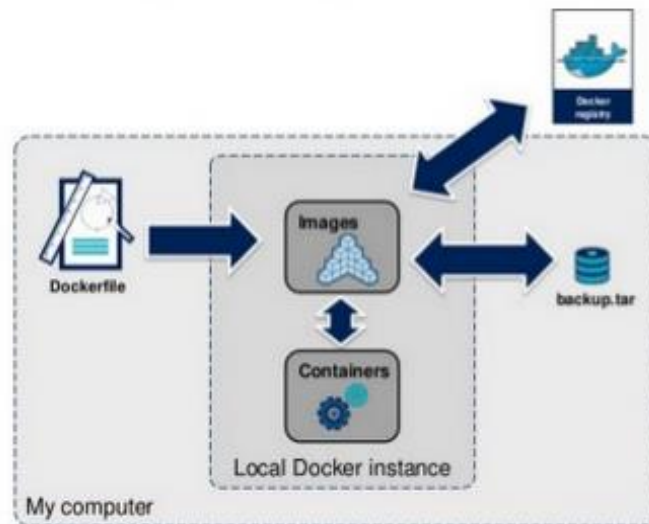 Docker
registry
Images
Dockerfile
backup.tar
Containers
Local Docker instance
My computer